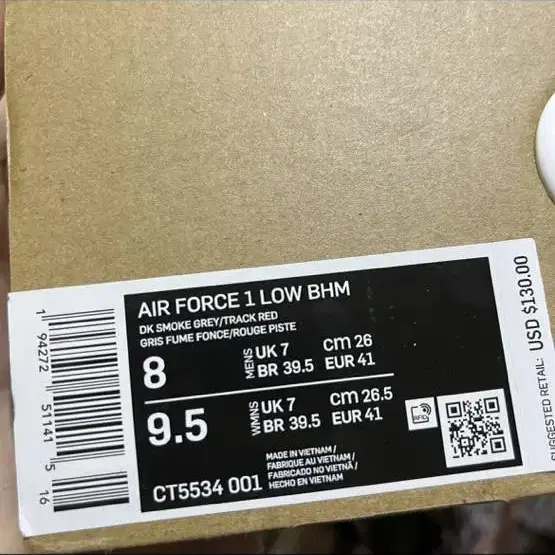 AIR FORCE 1 LOW BHM
DK SMOKE GREY/TRACK RED
GRIS FUME FONCE/ROUGE PISTE
8
MENS
UK 7 cm 26
BR 39.5 EUR 41
9.5
WMNS
UK 7 cm 26.5
BR 39.5 EUR 41
RFID
MADE IN VIETNAM /
FABRIQUE AU VIETNAM /
FABRICADO NO VIETNÃ /
HECHO EN VIETNAM
CT5534 001
1 94272 51141 5
16
SUGGESTED RETAIL: USD $130.00